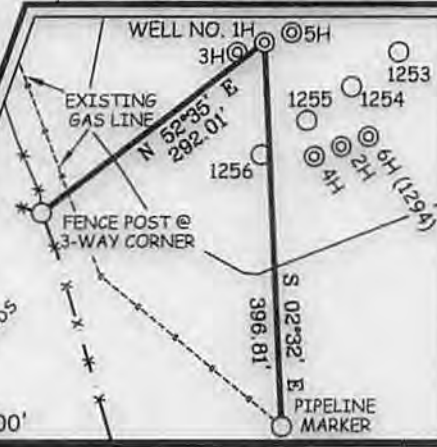 WELL NO. 1H
5H
3H
1253
EXISTING
GAS LINE
N 52°35' E
292.01'
1255
1254
1256
4H
2H
6H (1294)
FENCE POST @
3-WAY CORNER
S 02°32' E
396.81'
PIPELINE
MARKER
00'